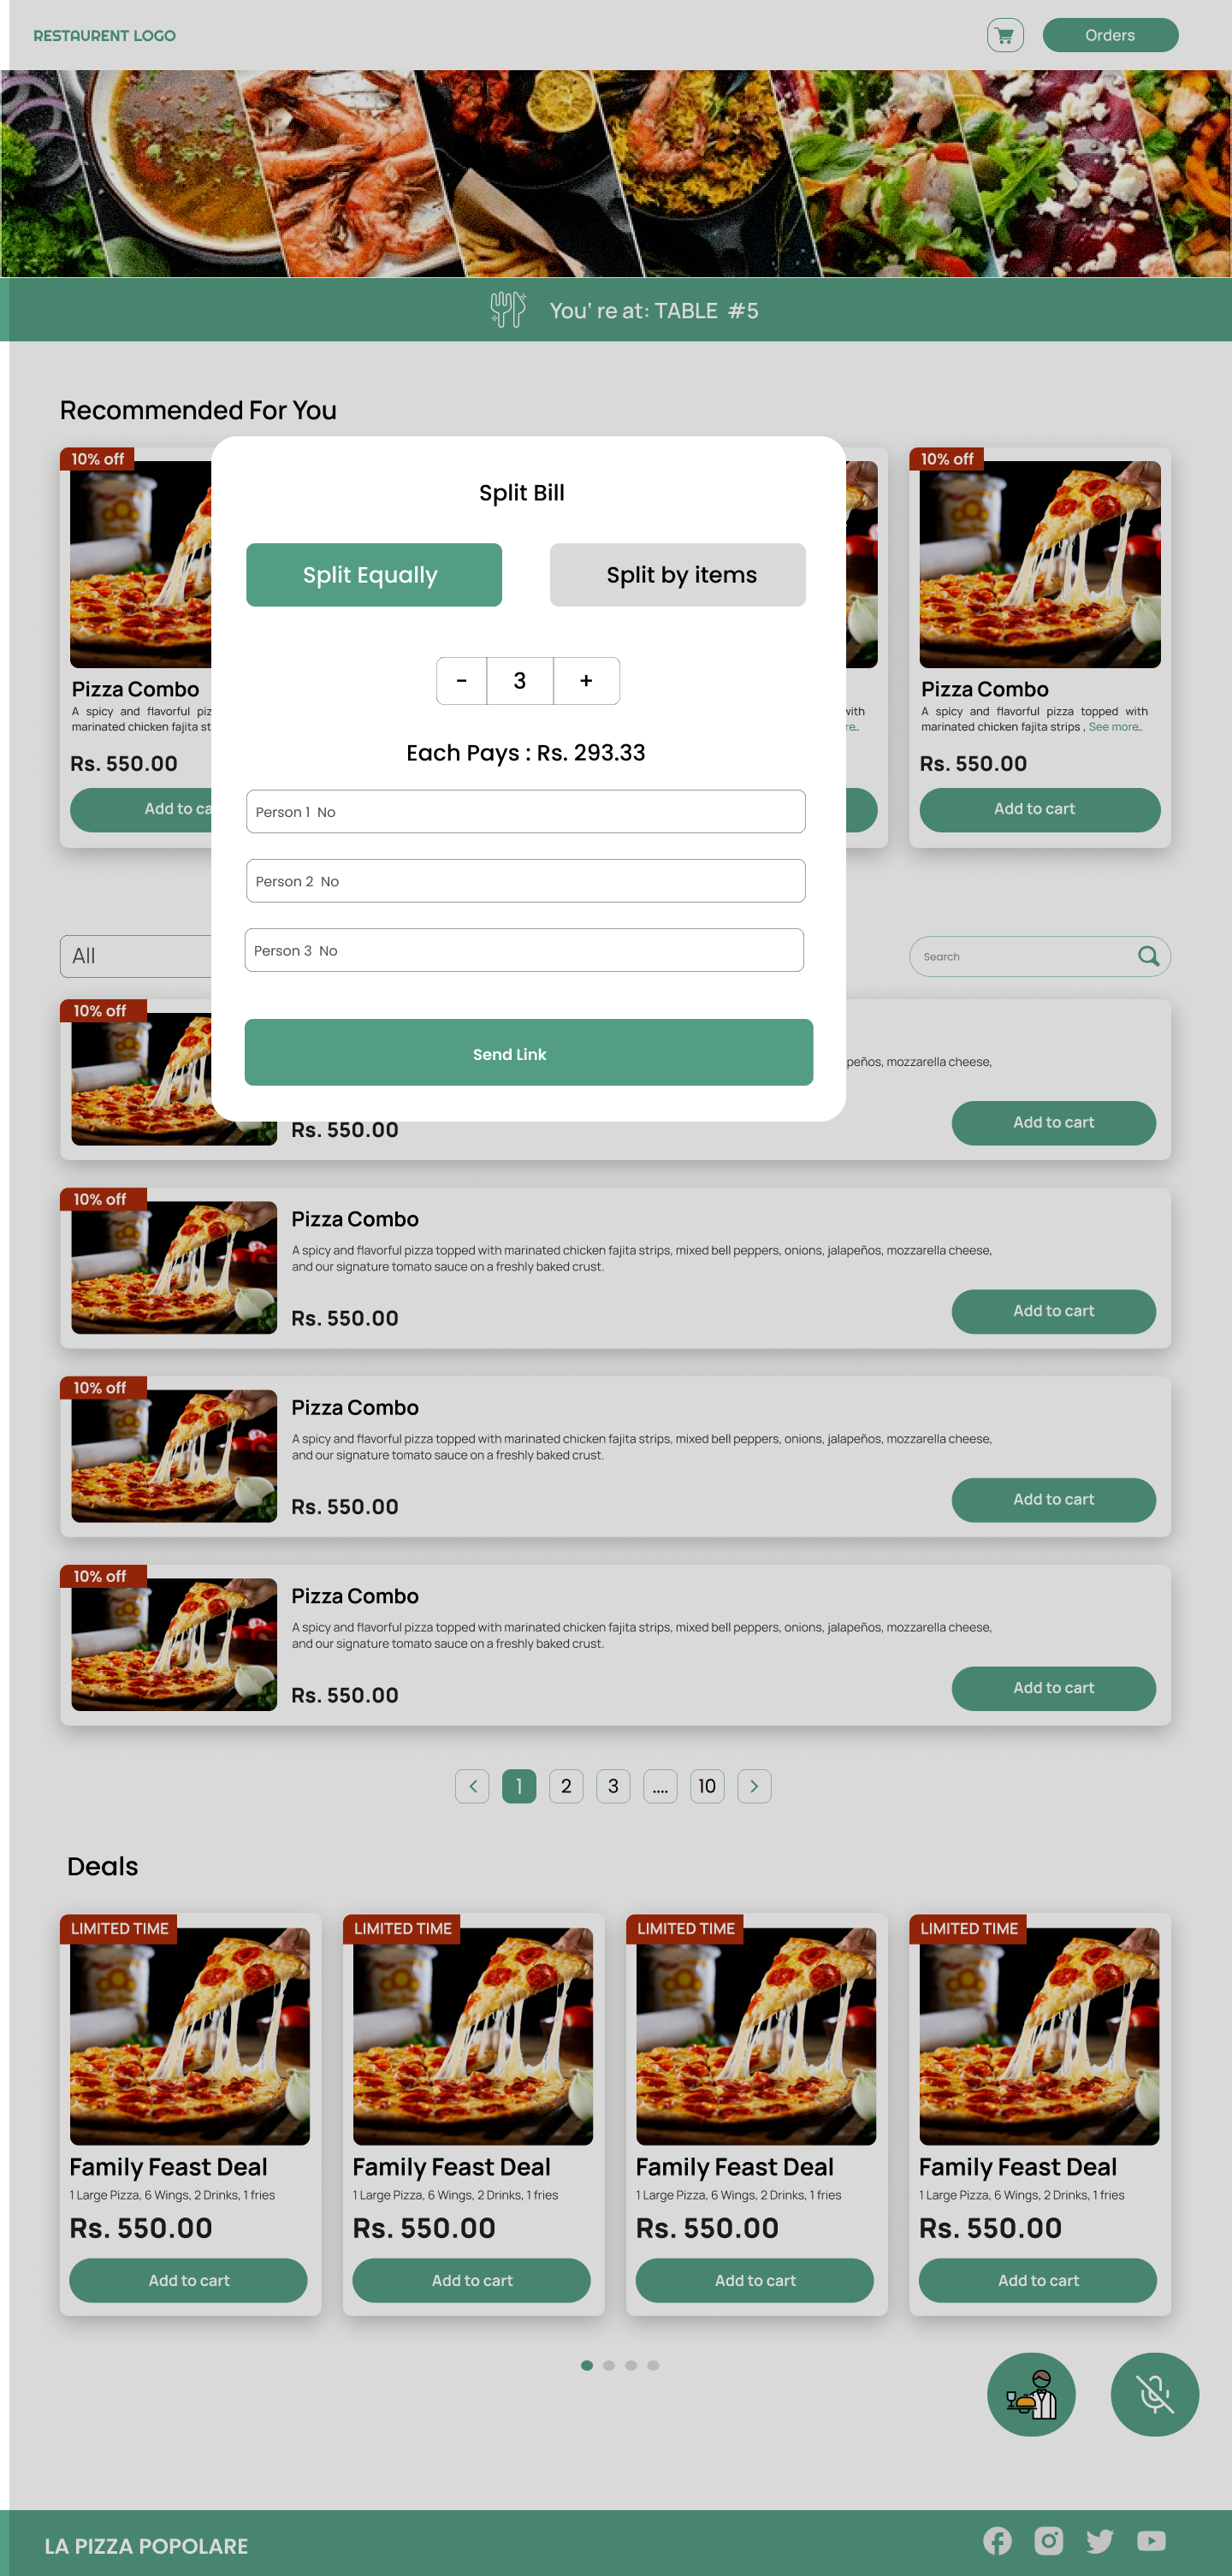 RESTAURENT LOGO
Orders
You' re at: TABLE #5
Recommended For You
10% off
Pizza Combo
A spicy and flavorful piz
marinated chicken fajita st
Rs. 550.00
Add to ca
with
re..
10% off
Pizza Combo
A spicy and flavorful pizza topped with
marinated chicken fajita strips , See more..
Rs. 550.00
Add to cart
Split Bill
Split Equally
Split by items
- 3 +
Each Pays : Rs. 293.33
Person 1 No
Person 2 No
Person 3 No
Send Link
All
Search
10% off
peños, mozzarella cheese,
Rs. 550.00
Add to cart
10% off
Pizza Combo
A spicy and flavorful pizza topped with marinated chicken fajita strips, mixed bell peppers, onions, jalapeños, mozzarella cheese,
and our signature tomato sauce on a freshly baked crust.
Rs. 550.00
Add to cart
10% off
Pizza Combo
A spicy and flavorful pizza topped with marinated chicken fajita strips, mixed bell peppers, onions, jalapeños, mozzarella cheese,
and our signature tomato sauce on a freshly baked crust.
Rs. 550.00
Add to cart
10% off
Pizza Combo
A spicy and flavorful pizza topped with marinated chicken fajita strips, mixed bell peppers, onions, jalapeños, mozzarella cheese,
and our signature tomato sauce on a freshly baked crust.
Rs. 550.00
Add to cart
1 2 3 .... 10
Deals
LIMITED TIME
Family Feast Deal
1 Large Pizza, 6 Wings, 2 Drinks, 1 fries
Rs. 550.00
Add to cart
LIMITED TIME
Family Feast Deal
1 Large Pizza, 6 Wings, 2 Drinks, 1 fries
Rs. 550.00
Add to cart
LIMITED TIME
Family Feast Deal
1 Large Pizza, 6 Wings, 2 Drinks, 1 fries
Rs. 550.00
Add to cart
LIMITED TIME
Family Feast Deal
1 Large Pizza, 6 Wings, 2 Drinks, 1 fries
Rs. 550.00
Add to cart
LA PIZZA POPOLARE